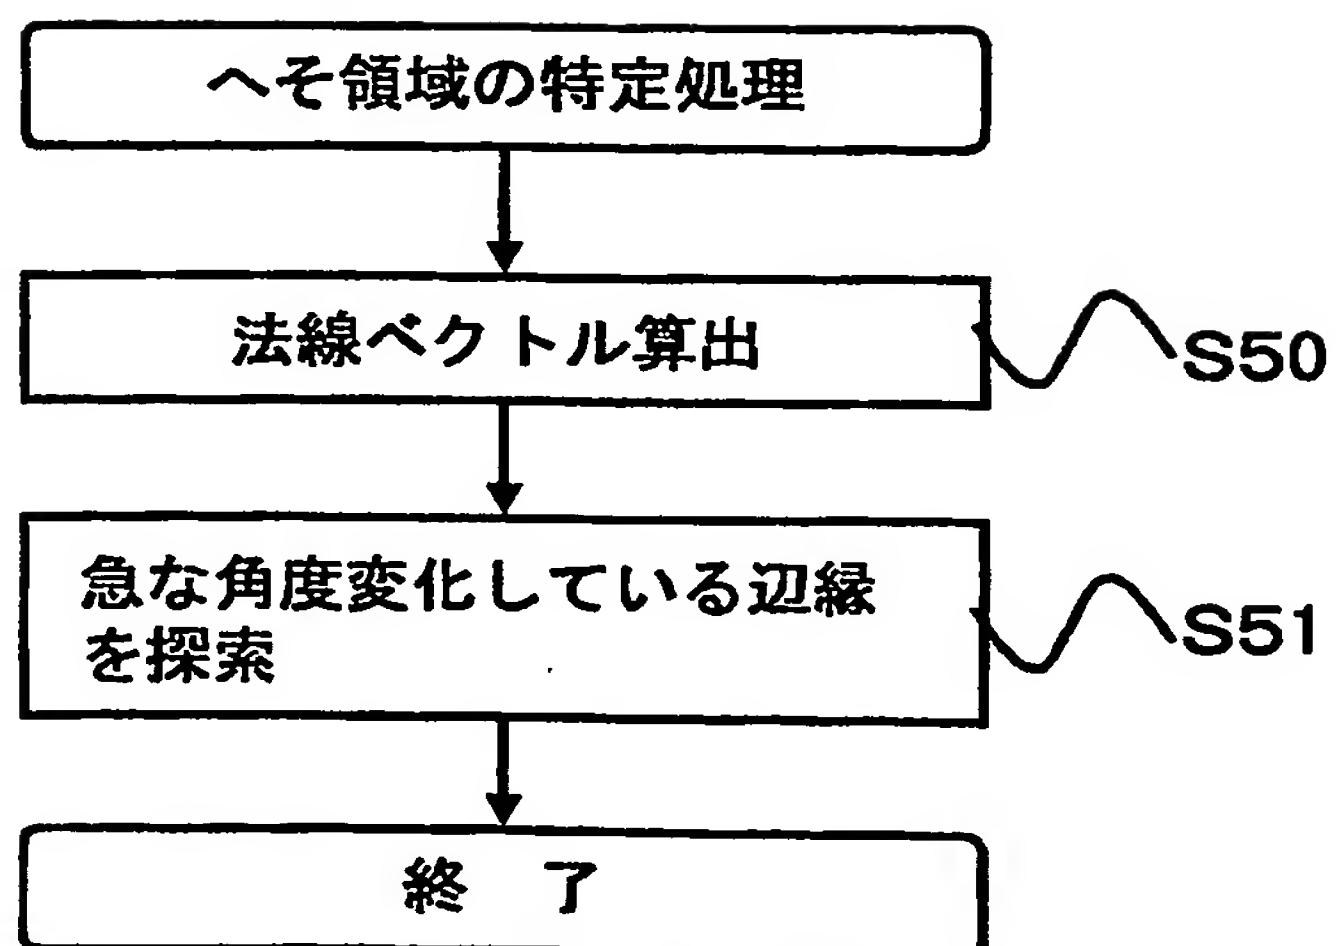 へそ領域の特定処理
法線ベクトル算出
S50
急な角度変化している辺縁
を探索
S51
終 了